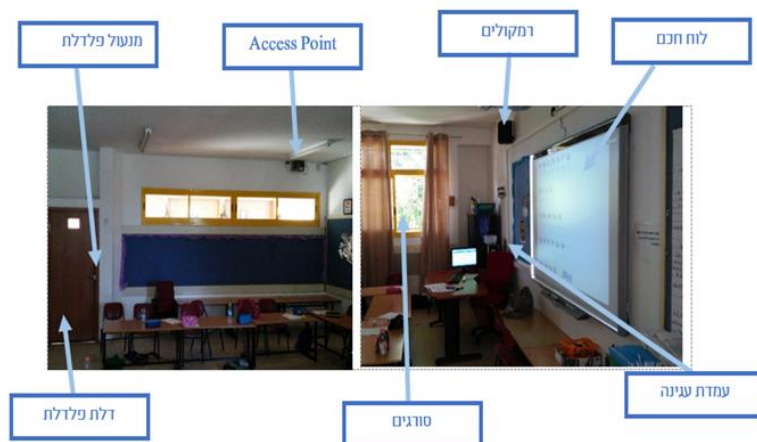 לוח חכם
רמקולים
Access Point
מנעול פלדלת
עמדת עגינה
סורגים
דלת פלדלת